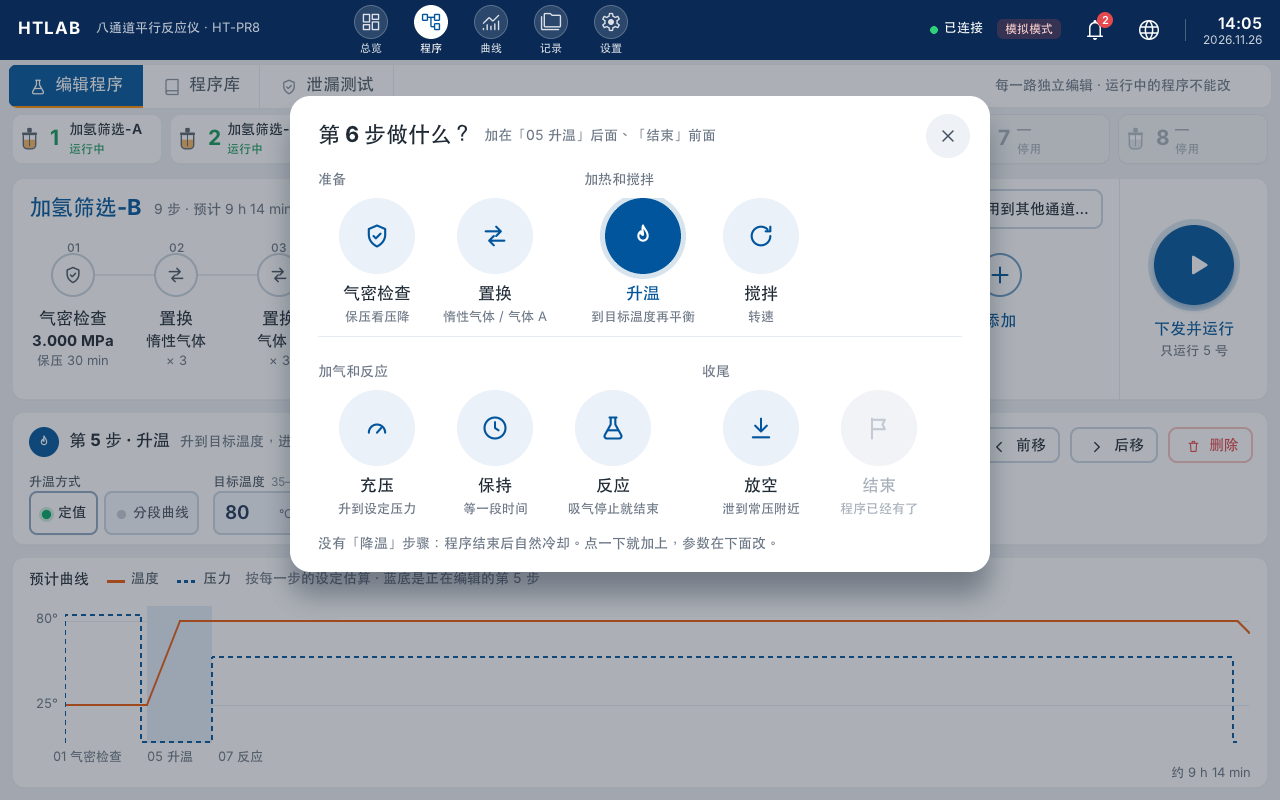 HTLAB 八通道平行反应仪 · HT-PR8
总览 程序 曲线 记录 设置
已连接 模拟模式 2 14:05
2026.11.26
编辑程序 程序库 泄漏测试 每一路独立编辑 · 运行中的程序不能改
1 加氢筛选-A 运行中
2 加氢筛选- 运行中
7 — 停用
8 — 停用
第 6 步做什么？ 加在「05 升温」后面、「结束」前面
准备
气密检查
保压看压降
置换
惰性气体 / 气体 A
加热和搅拌
升温
到目标温度再平衡
搅拌
转速
加气和反应
充压
升到设定压力
保持
等一段时间
反应
吸气停止就结束
收尾
放空
泄到常压附近
结束
程序已经有了
没有「降温」步骤：程序结束后自然冷却。点一下就加上，参数在下面改。
加氢筛选-B 9 步 · 预计 9 h 14 min
用到其他通道…
01
气密检查
3.000 MPa
保压 30 min
02
置换
惰性气体
× 3
03
置换
气体
× 3
添加
下发并运行
只运行 5 号
第 5 步 · 升温 升到目标温度，进
前移 后移 删除
升温方式
定值 分段曲线
目标温度 35–
80 °C
预计曲线 温度 压力 按每一步的设定估算 · 蓝底是正在编辑的第 5 步
80°
25°
01 气密检查 05 升温 07 反应
约 9 h 14 min